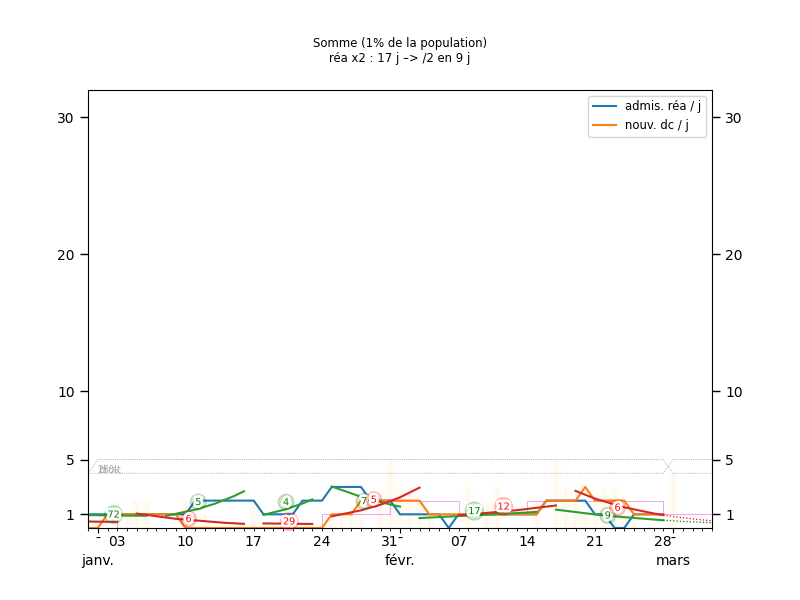 Somme (1% de la population)
réa x2 : 17 j –> /2 en 9 j
admis. réa / j
nouv. dc / j
30 30
20 20
10 10
5 5
1 1
72 6 5 4 29 7 5 17 12 9 6
03 10 17 24 31 07 14 21 28
janv. févr. mars